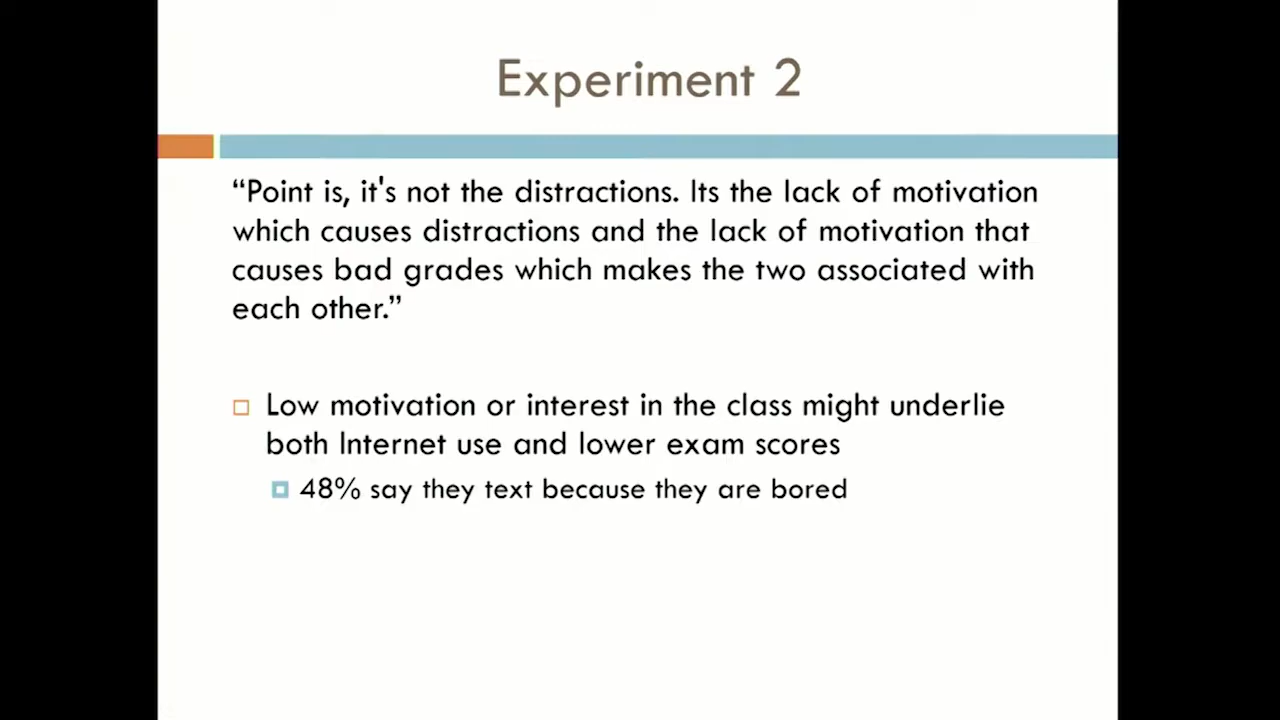 Experiment 2
“Point is, it's not the distractions. Its the lack of motivation
which causes distractions and the lack of motivation that
causes bad grades which makes the two associated with
each other.”
Low motivation or interest in the class might underlie
both Internet use and lower exam scores
48% say they text because they are bored